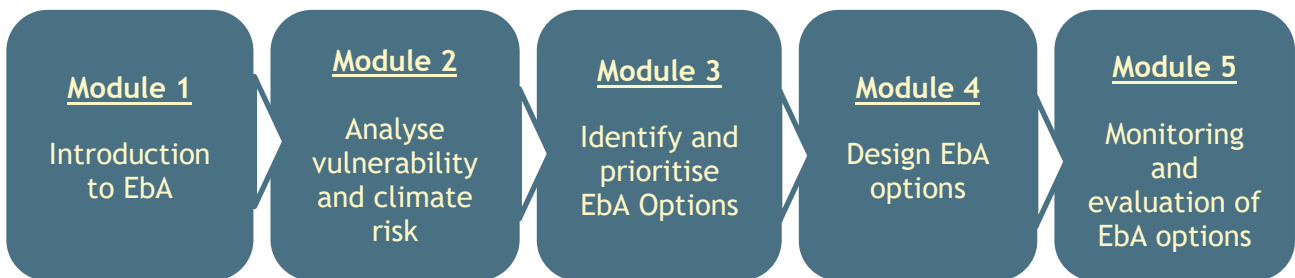 Module 1
Introduction
to EbA
Module 2
Analyse
vulnerability
and climate
risk
Module 3
Identify and
prioritise
EbA Options
Module 4
Design EbA
options
Module 5
Monitoring
and
evaluation of
EbA options